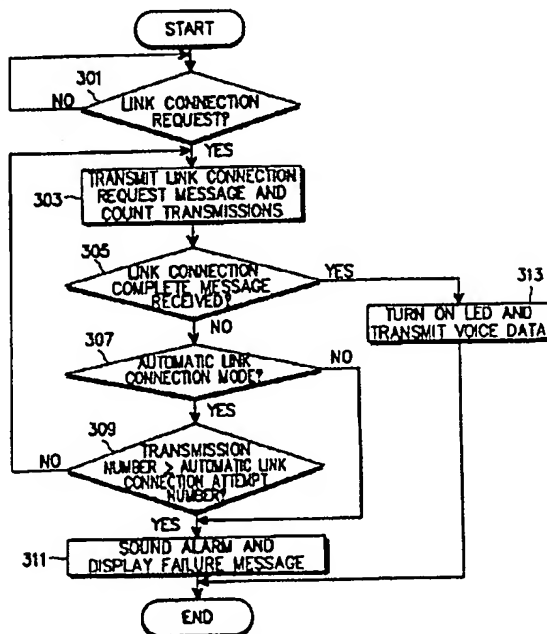 START
301
NO
LINK CONNECTION
REQUEST?
YES
303
TRANSMIT LINK CONNECTION
REQUEST MESSAGE AND
COUNT TRANSMISSIONS
305
LINK CONNECTION
COMPLETE MESSAGE
RECEIVED?
YES
313
TURN ON LED AND
TRANSMIT VOICE DATA
NO
307
AUTOMATIC LINK
CONNECTION MODE?
NO
YES
309
TRANSMISSION
NUMBER > AUTOMATIC LINK
CONNECTION ATTEMPT
NUMBER?
NO
YES
311
SOUND ALARM AND
DISPLAY FAILURE MESSAGE
END